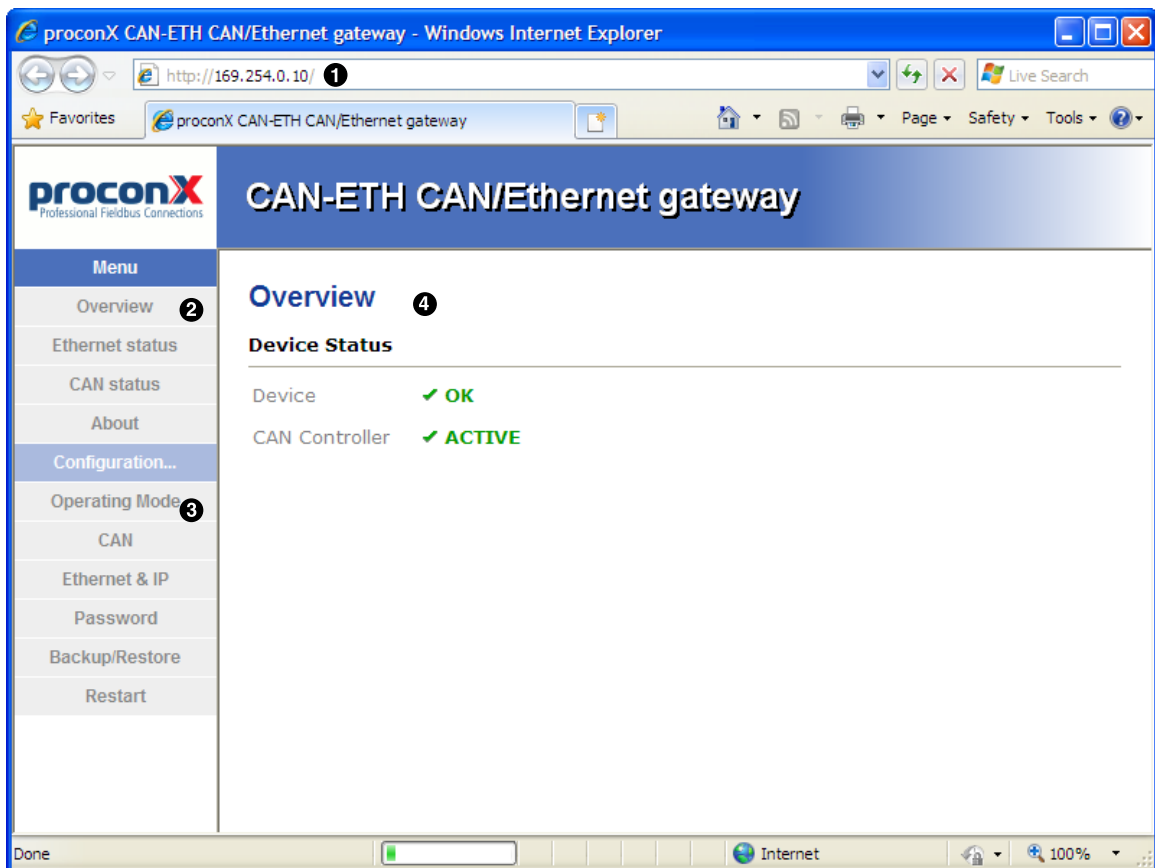 proconX CAN-ETH CAN/Ethernet gateway - Windows Internet Explorer
http://169.254.0.10/ 1
Live Search
Favorites
proconX CAN-ETH CAN/Ethernet gateway
Page Safety Tools
proconX
Professional Fieldbus Connections
CAN-ETH CAN/Ethernet gateway
Menu
Overview 2
Ethernet status
CAN status
About
Configuration...
Operating Mode 3
CAN
Ethernet & IP
Password
Backup/Restore
Restart
Overview 4
Device Status
Device ✔ OK
CAN Controller ✔ ACTIVE
Done
Internet
100%